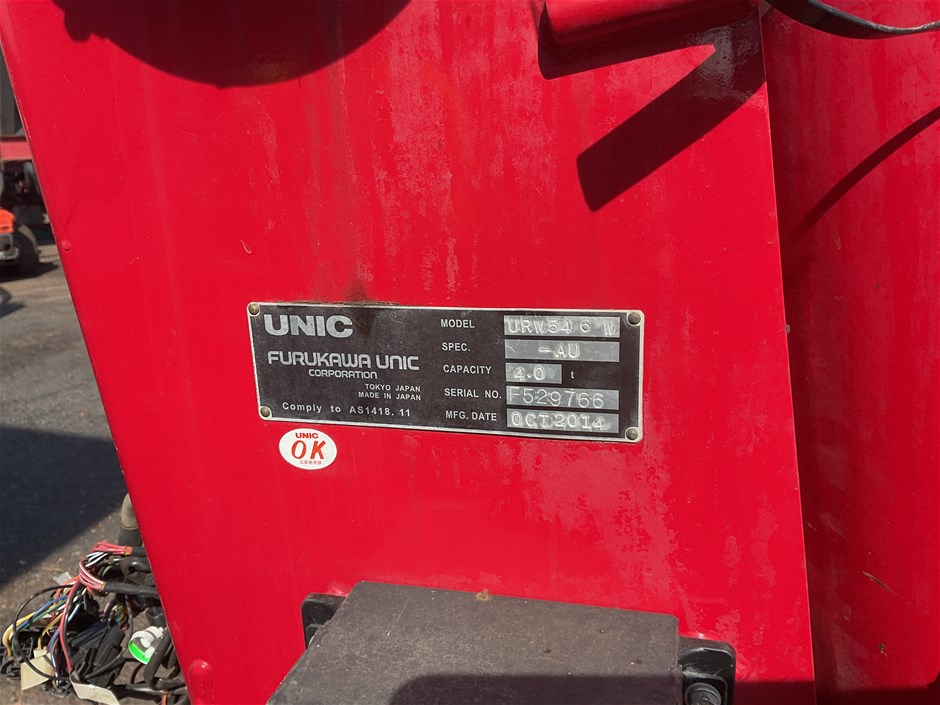 UNIC
FURUKAWA UNIC
CORPORATION
TOKYO JAPAN
MADE IN JAPAN
Comply to AS1418.11
MODEL URW546W
SPEC. -AU
CAPACITY 4.0 t
SERIAL NO. F529766
MFG. DATE OCT2014
UNIC
OK